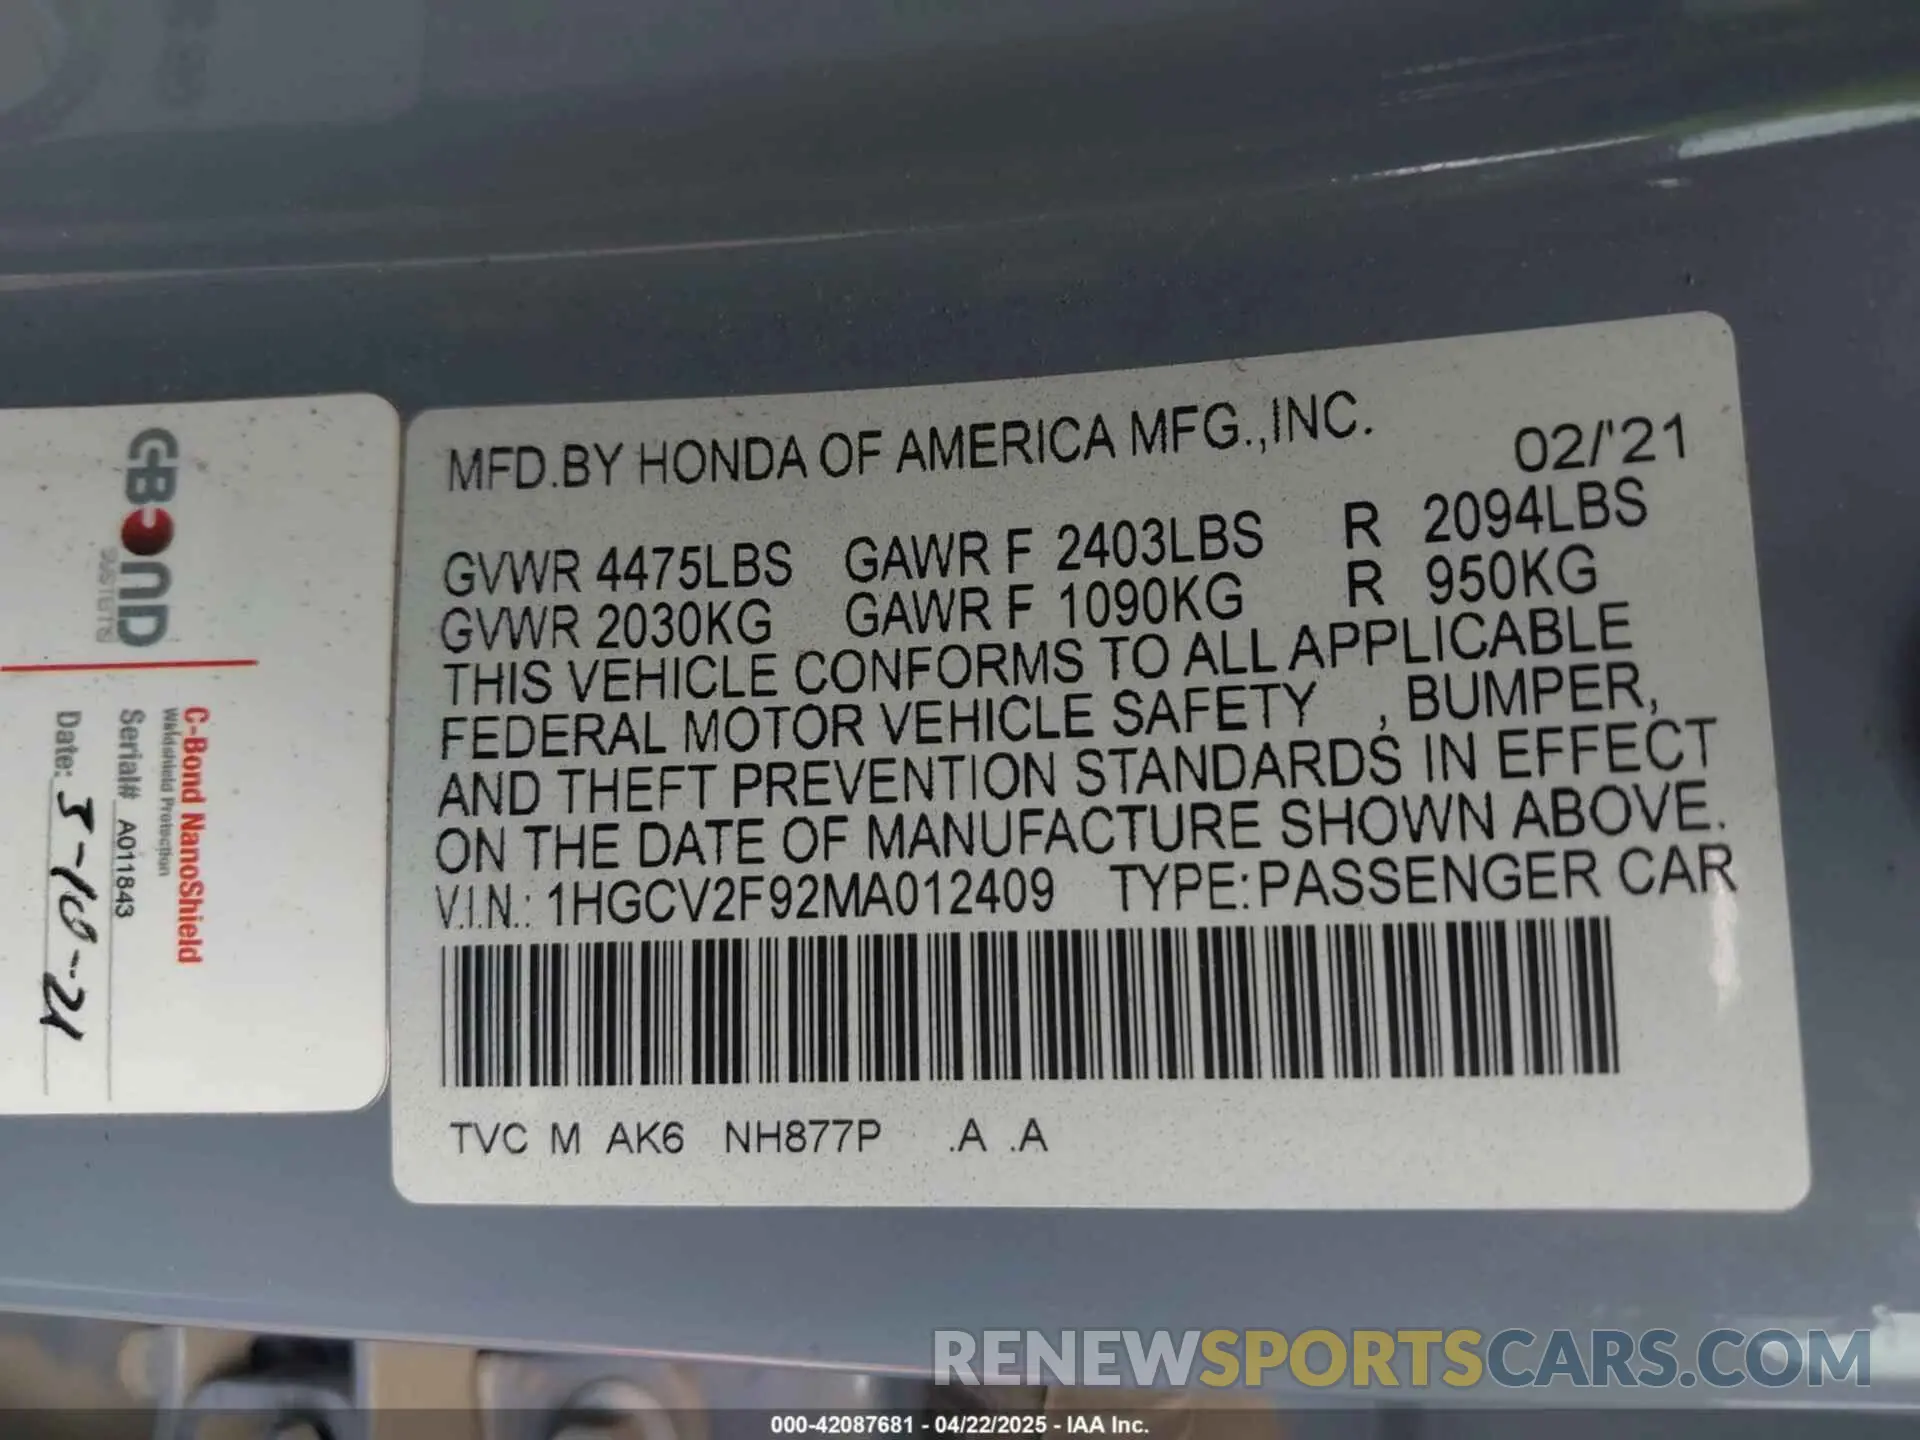 C-BOND
SYSTEMS
C-Bond NanoShield
Windshield Protection
Serial# A011843
Date: 5-10-21
MFD.BY HONDA OF AMERICA MFG.,INC. 02/'21
GVWR 4475LBS GAWR F 2403LBS R 2094LBS
GVWR 2030KG GAWR F 1090KG R 950KG
THIS VEHICLE CONFORMS TO ALL APPLICABLE
FEDERAL MOTOR VEHICLE SAFETY , BUMPER,
AND THEFT PREVENTION STANDARDS IN EFFECT
ON THE DATE OF MANUFACTURE SHOWN ABOVE.
V.I.N.: 1HGCV2F92MA012409 TYPE:PASSENGER CAR
TVC M AK6 NH877P .A .A
RENEWSPORTSCARS.COM
000-42087681 - 04/22/2025 - IAA Inc.